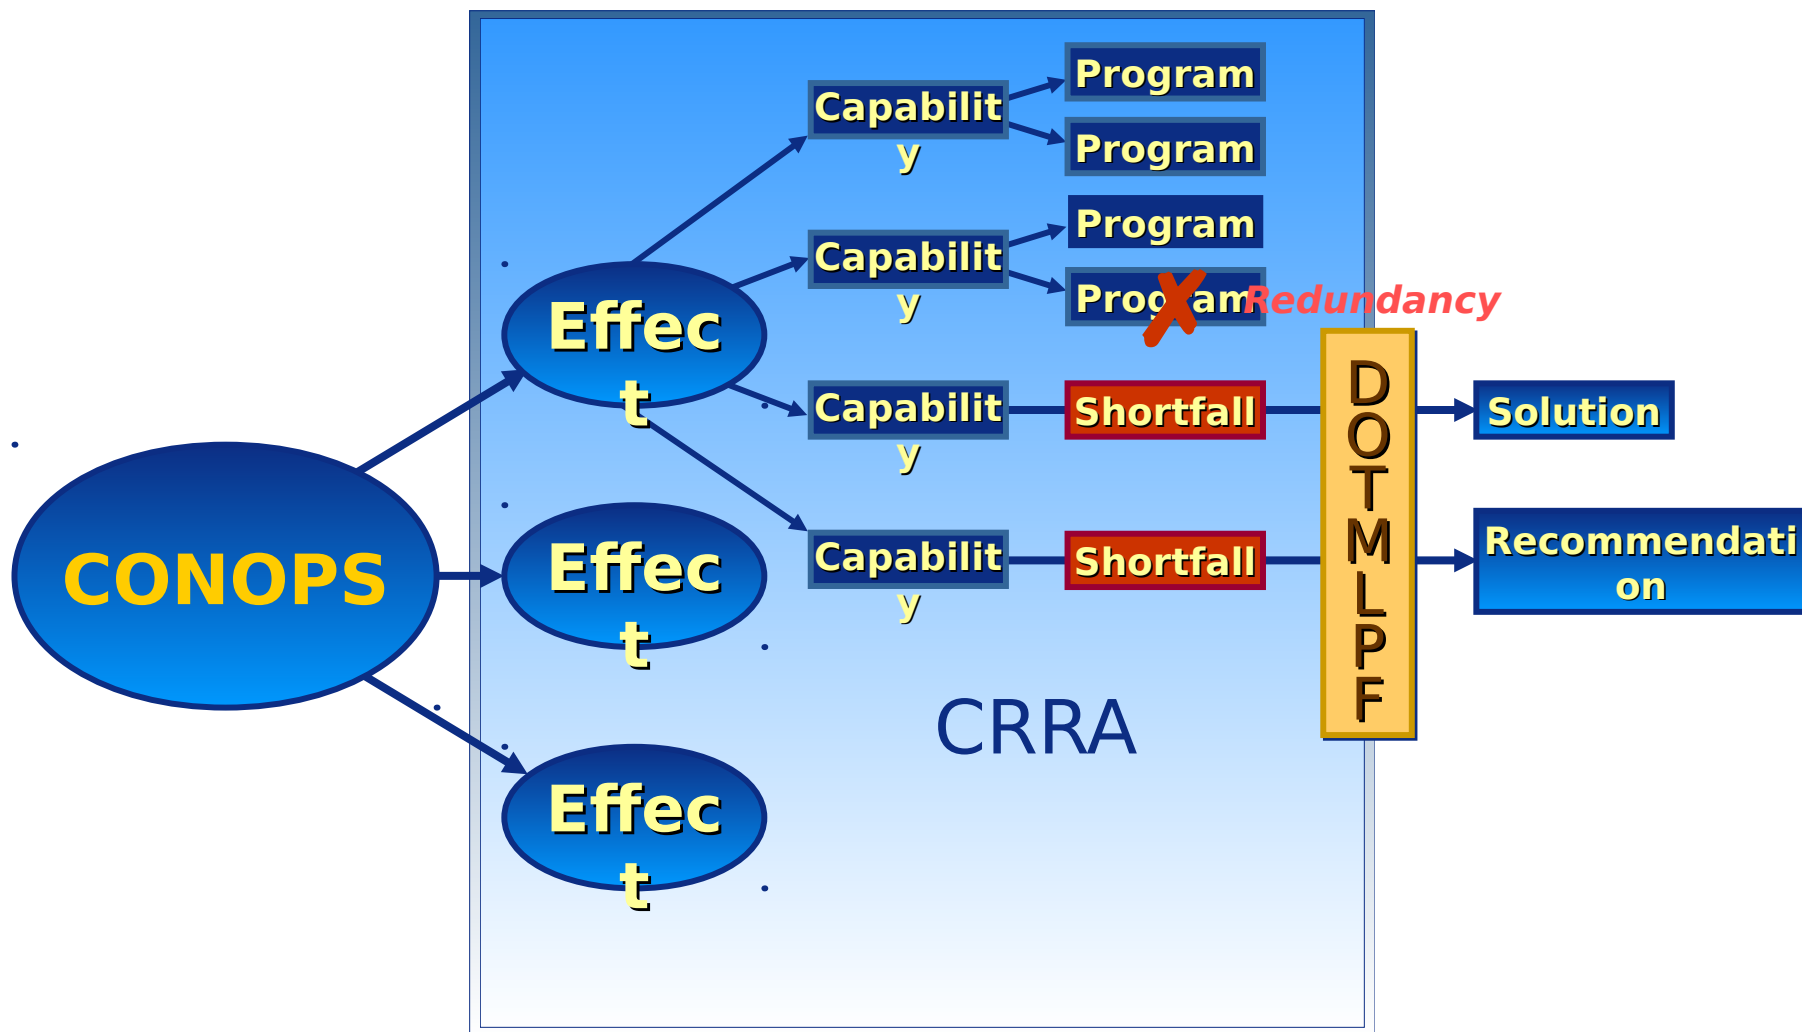 Program
Capabilit
y
Program
Program
Capabilit
y
Program
Redundancy
Effec
t
Capabilit
y
Shortfall
D
O
T
M
L
P
F
Solution
CONOPS
Effec
t
Capabilit
y
Shortfall
Recommendati
on
CRRA
Effec
t